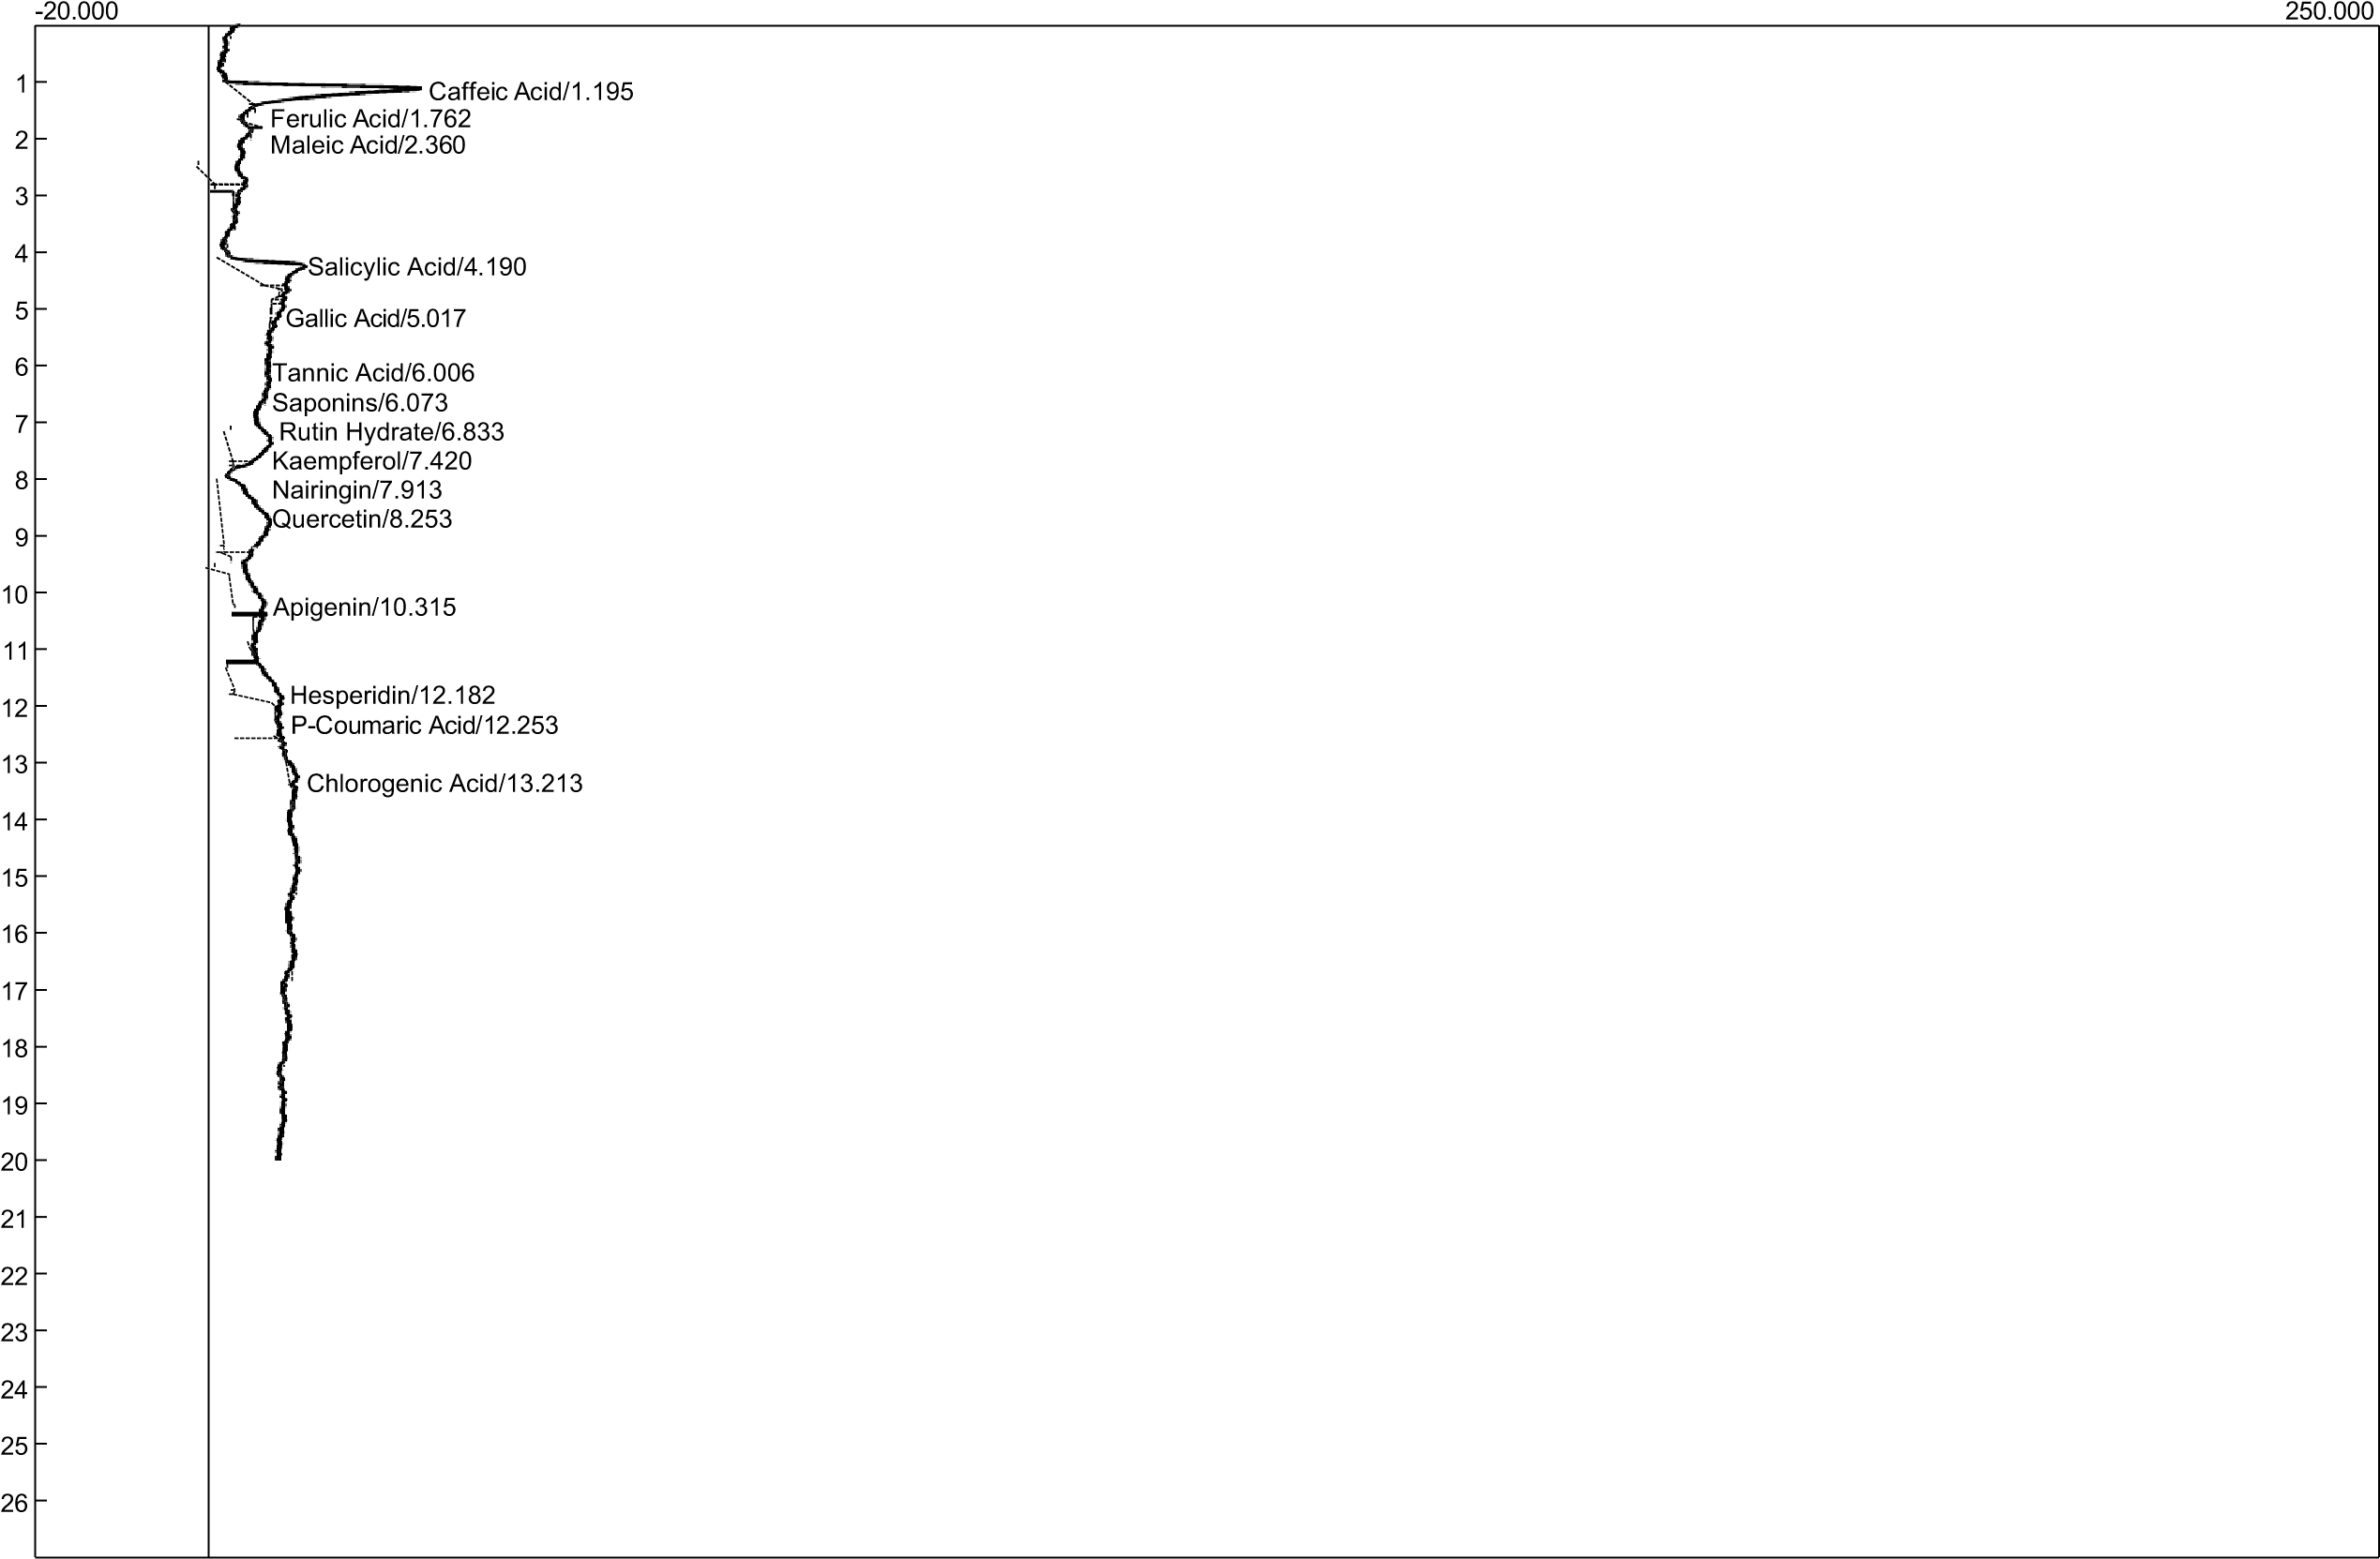 -20.000 250.000
1
Caffeic Acid/1.195
Ferulic Acid/1.762
2
Maleic Acid/2.360
3
4
Salicylic Acid/4.190
5
Gallic Acid/5.017
6
Tannic Acid/6.006
Saponins/6.073
7
Rutin Hydrate/6.833
Kaempferol/7.420
8
Nairingin/7.913
Quercetin/8.253
9
10
Apigenin/10.315
11
Hesperidin/12.182
12
P-Coumaric Acid/12.253
13
Chlorogenic Acid/13.213
14
15
16
17
18
19
20
21
22
23
24
25
26